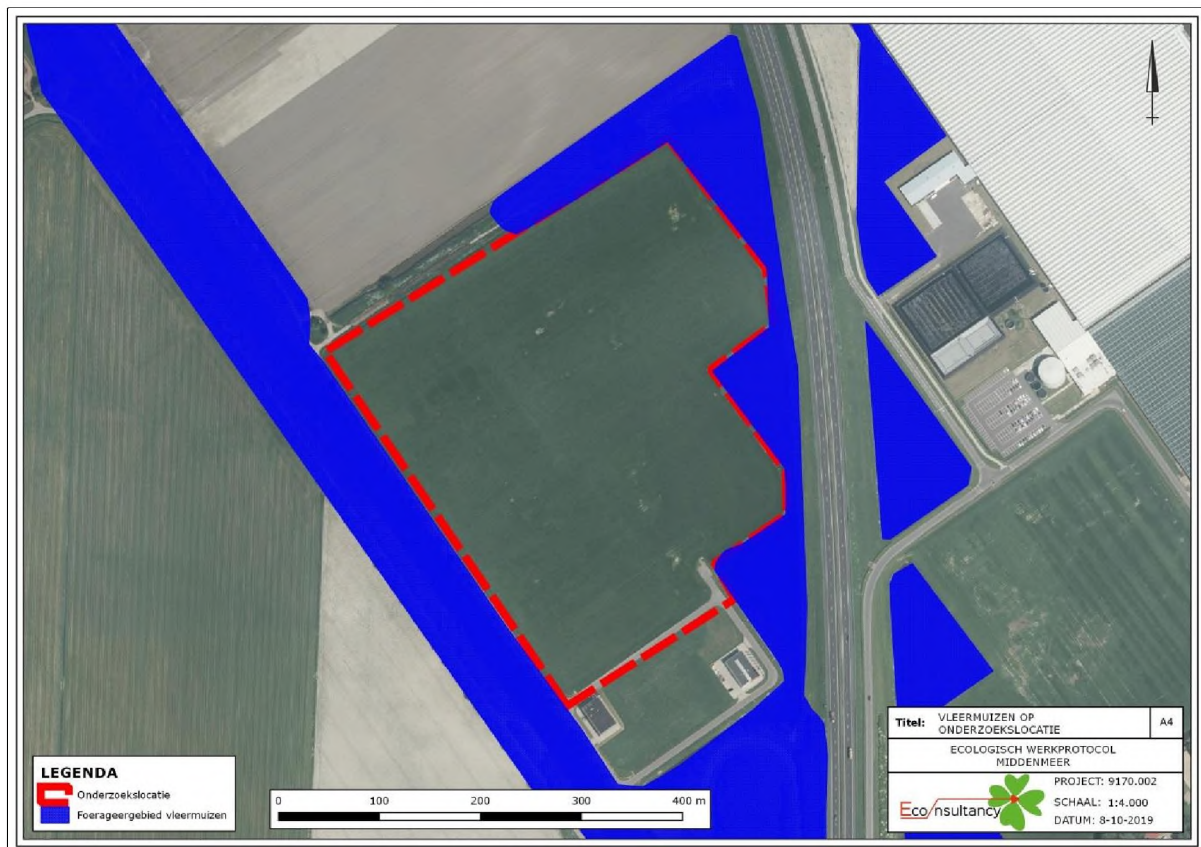 LEGENDA
Onderzoekslocatie
Foerageergebied vleermuizen
0 100 200 300 400 m
Titel: VLEERMUIZEN OP ONDERZOEKSLOCATIE
A4
ECOLOGISCH WERKPROTOCOL
MIDDENMEER
Econsultancy
PROJECT: 9170.002
SCHAAL: 1:4.000
DATUM: 8-10-2019